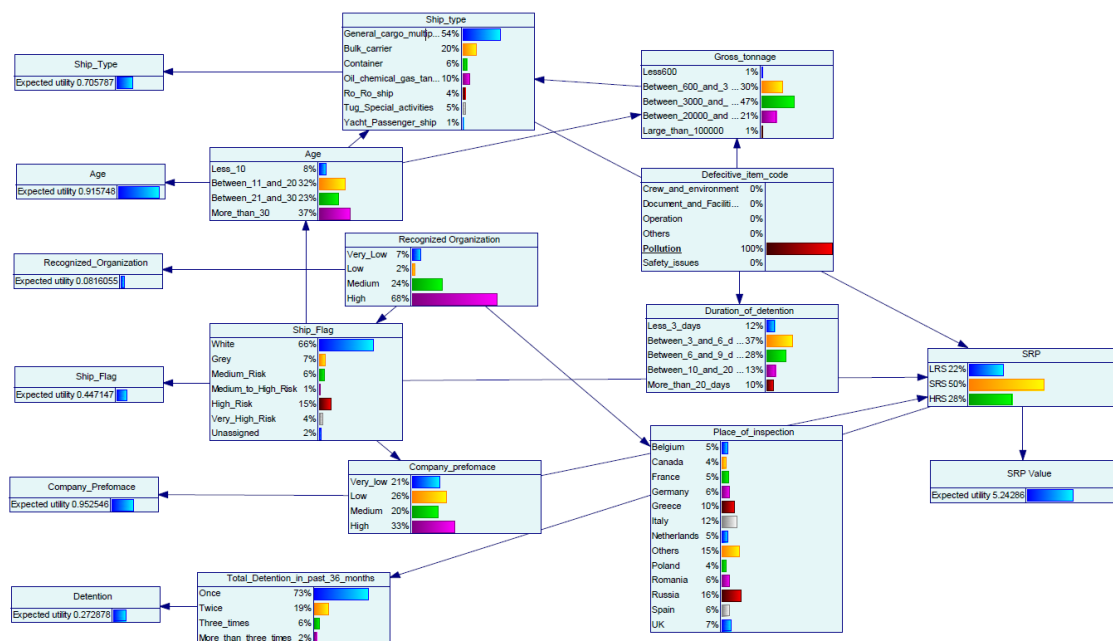 Ship_type
General_cargo_multip... 54%
Bulk_carrier 20%
Container 6%
Oil_chemical_gas_tan... 10%
Ro_Ro_ship 4%
Tug_Special_activities 5%
Yacht_Passenger_ship 1%
Ship_Type
Expected utility 0.705787
Gross_tonnage
Less600 1%
Between_600_and_3 ... 30%
Between_3000_and_ ... 47%
Between_20000_and ... 21%
Large_than_100000 1%
Age
Less_10 8%
Between_11_and_20 32%
Between_21_and_30 23%
More_than_30 37%
Age
Expected utility 0.915748
Defecitive_item_code
Crew_and_environment 0%
Document_and_Faciliti... 0%
Operation 0%
Others 0%
Pollution 100%
Safety_issues 0%
Recognized Organization
Very_Low 7%
Low 2%
Medium 24%
High 68%
Recognized_Organization
Expected utility 0.0816055
Duration_of_detention
Less_3_days 12%
Between_3_and_6_d ... 37%
Between_6_and_9_d ... 28%
Between_10_and_20 ... 13%
More_than_20_days 10%
Ship_Flag
White 66%
Grey 7%
Medium_Risk 6%
Medium_to_High_Risk 1%
High_Risk 15%
Very_High_Risk 4%
Unassigned 2%
Ship_Flag
Expected utility 0.447147
SRP
LRS 22%
SRS 50%
HRS 28%
Place_of_inspection
Belgium 5%
Canada 4%
France 5%
Germany 6%
Greece 10%
Italy 12%
Netherlands 5%
Others 15%
Poland 4%
Romania 6%
Russia 16%
Spain 6%
UK 7%
Company_prefomace
Very_low 21%
Low 26%
Medium 20%
High 33%
Company_Prefomace
Expected utility 0.952546
SRP Value
Expected utility 5.24286
Total_Detention_in_past_36_months
Once 73%
Twice 19%
Three_times 6%
More_than_three_times 2%
Detention
Expected utility 0.272878